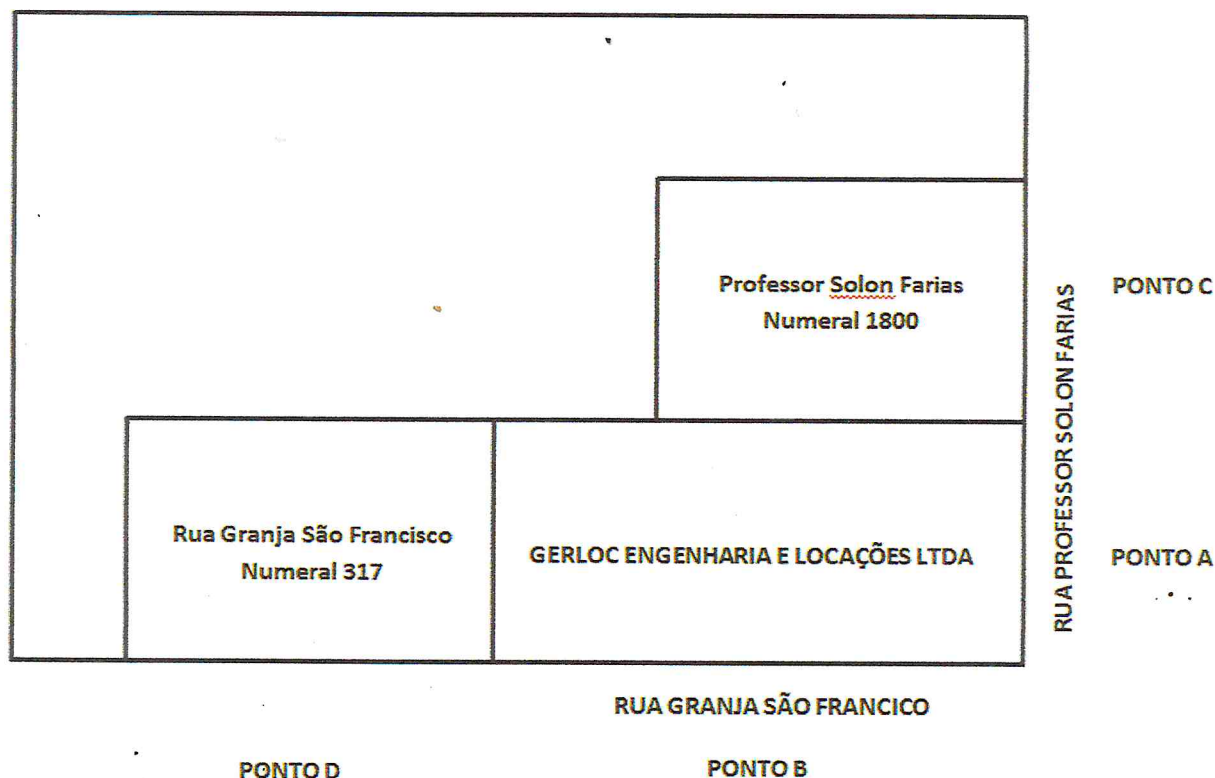 Professor Solon Farias
Numeral 1800
PONTO C
RUA PROFESSOR SOLON FARIAS
Rua Granja São Francisco
Numeral 317
GERLOC ENGENHARIA E LOCAÇÕES LTDA
PONTO A
RUA GRANJA SÃO FRANCICO
PONTO D
PONTO B